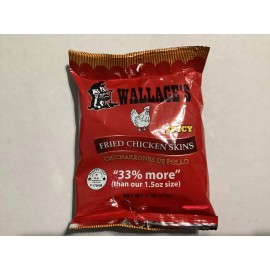 WALLACE'S
SPICY
FRIED CHICKEN SKINS
CHICHARRONES DE POLLO
"33% more"
(than our 1.5oz size)